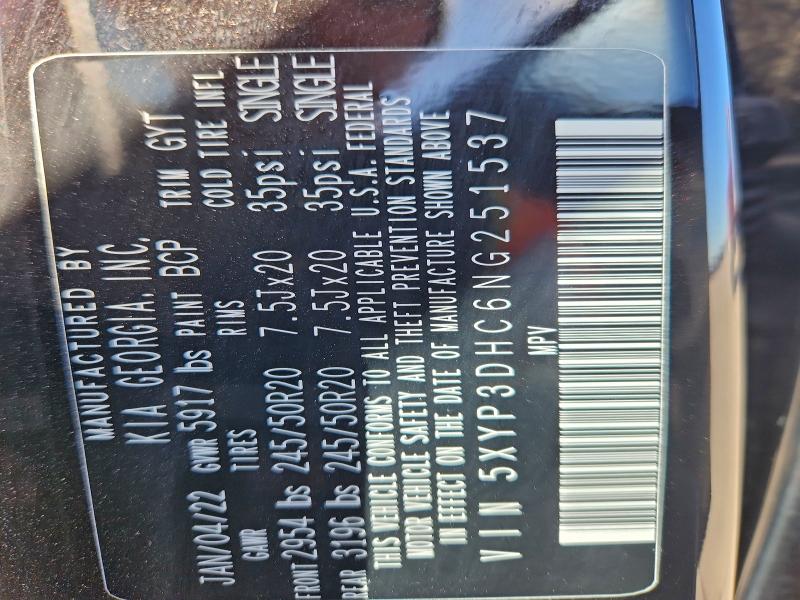 MANUFACTURED BY
KIA GEORGIA, INC.
JAN/04/22 GWR 5917 lbs PAINT BCP TRIM GYT
GAWR TIRES RIMS COLD TIRE INFL
FRONT 2954 lbs 245/50R20 7.5Jx20 35psi SINGLE
REAR 3196 lbs 245/50R20 7.5Jx20 35psi SINGLE
THIS VEHICLE CONFORMS TO ALL APPLICABLE U.S.A. FEDERAL
MOTOR VEHICLE SAFETY AND THEFT PREVENTION STANDARDS
IN EFFECT ON THE DATE OF MANUFACTURE SHOWN ABOVE
VIN 5XYP3DHC6NG251537
MPV